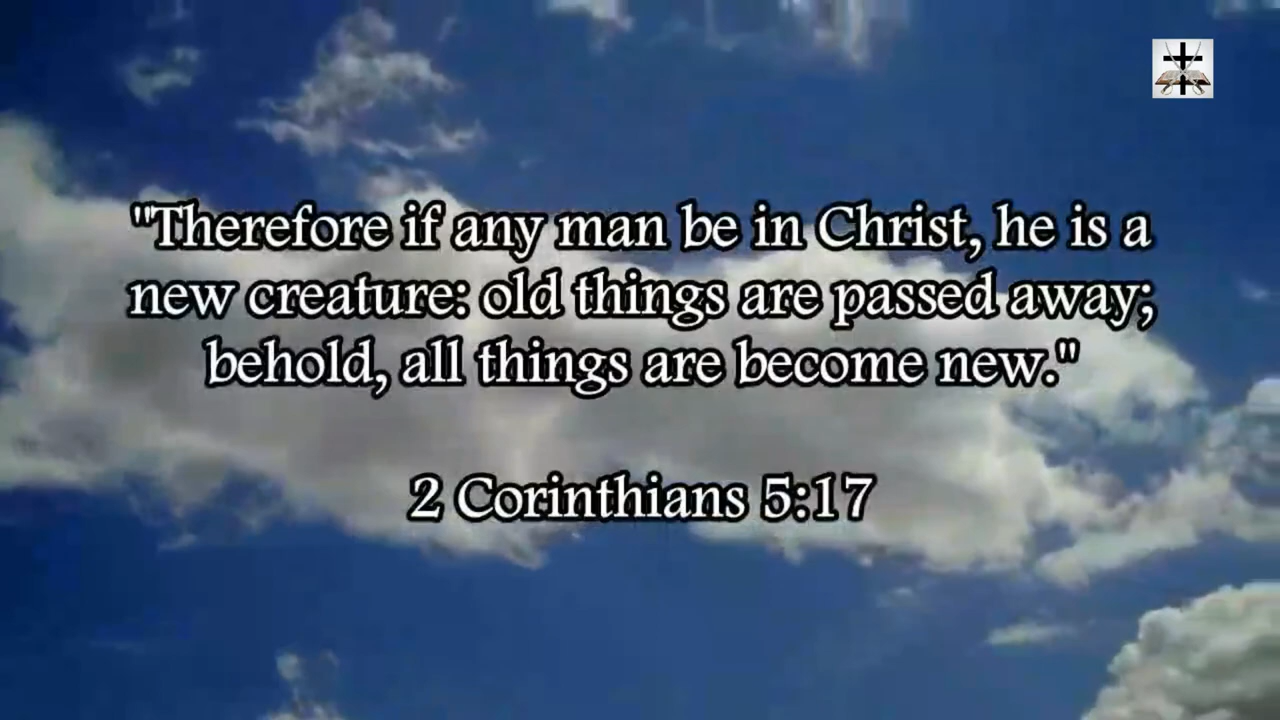 "Therefore if any man be in Christ, he is a
new creature: old things are passed away;
behold, all things are become new."
2 Corinthians 5:17